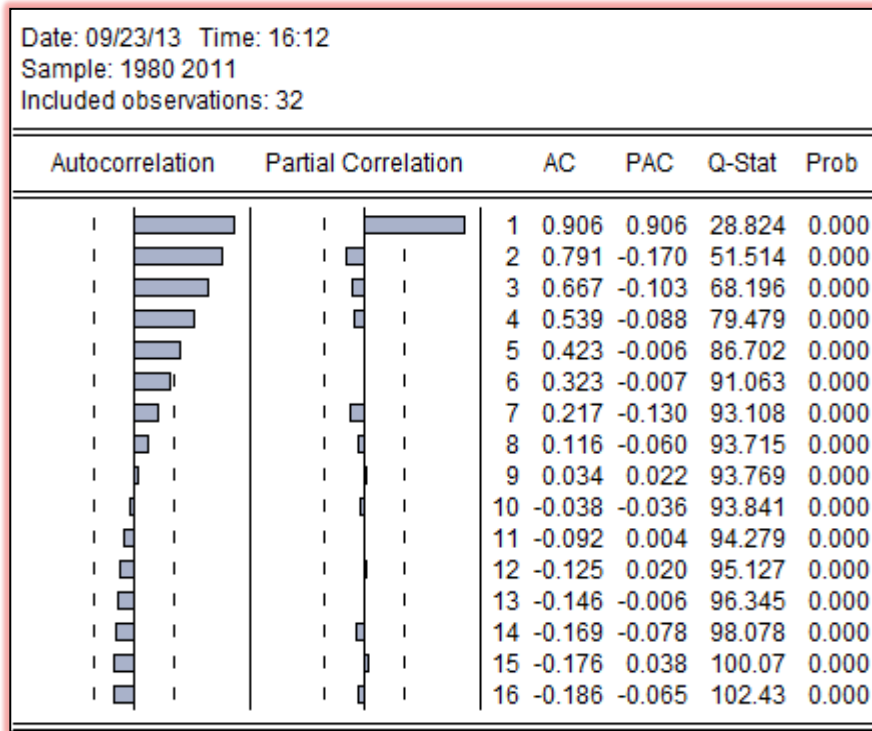 Date: 09/23/13 Time: 16:12
Sample: 1980 2011
Included observations: 32
Autocorrelation Partial Correlation AC PAC Q-Stat Prob
1 0.906 0.906 28.824 0.000
2 0.791 -0.170 51.514 0.000
3 0.667 -0.103 68.196 0.000
4 0.539 -0.088 79.479 0.000
5 0.423 -0.006 86.702 0.000
6 0.323 -0.007 91.063 0.000
7 0.217 -0.130 93.108 0.000
8 0.116 -0.060 93.715 0.000
9 0.034 0.022 93.769 0.000
10 -0.038 -0.036 93.841 0.000
11 -0.092 0.004 94.279 0.000
12 -0.125 0.020 95.127 0.000
13 -0.146 -0.006 96.345 0.000
14 -0.169 -0.078 98.078 0.000
15 -0.176 0.038 100.07 0.000
16 -0.186 -0.065 102.43 0.000